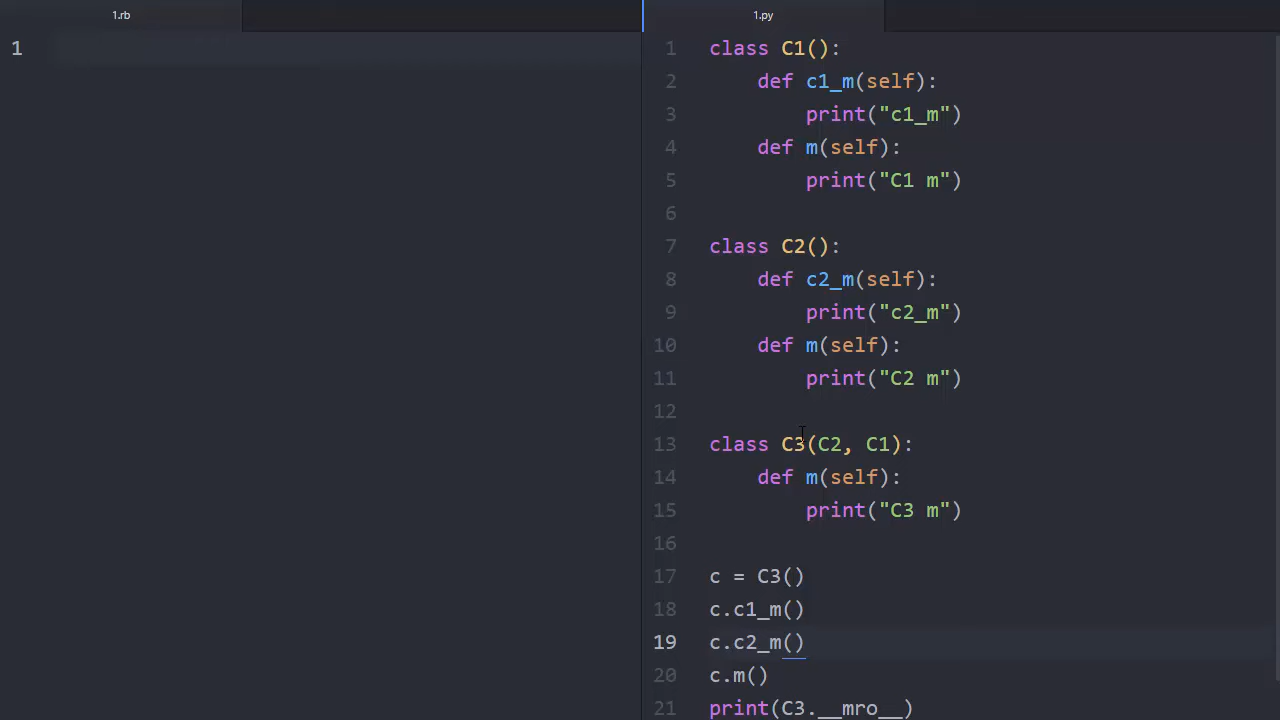 1.rb
1
1.py
1 class C1():
2     def c1_m(self):
3         print("c1_m")
4     def m(self):
5         print("C1 m")
6
7 class C2():
8     def c2_m(self):
9         print("c2_m")
10     def m(self):
11         print("C2 m")
12
13 class C3(C2, C1):
14     def m(self):
15         print("C3 m")
16
17 c = C3()
18 c.c1_m()
19 c.c2_m()
20 c.m()
21 print(C3.__mro__)